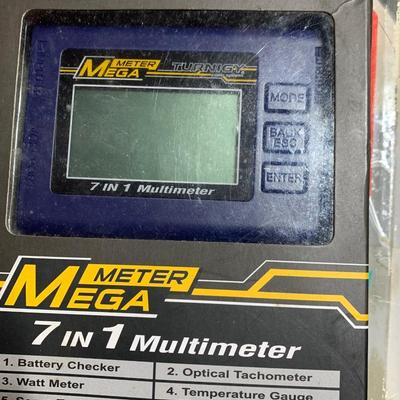 METER
MEGA
TURNIGY
MODE
BACK
ESC
7 IN 1 Multimeter
ENTER
METER
MEGA
7 IN 1 Multimeter
1. Battery Checker
2. Optical Tachometer
3. Watt Meter
4. Temperature Gauge